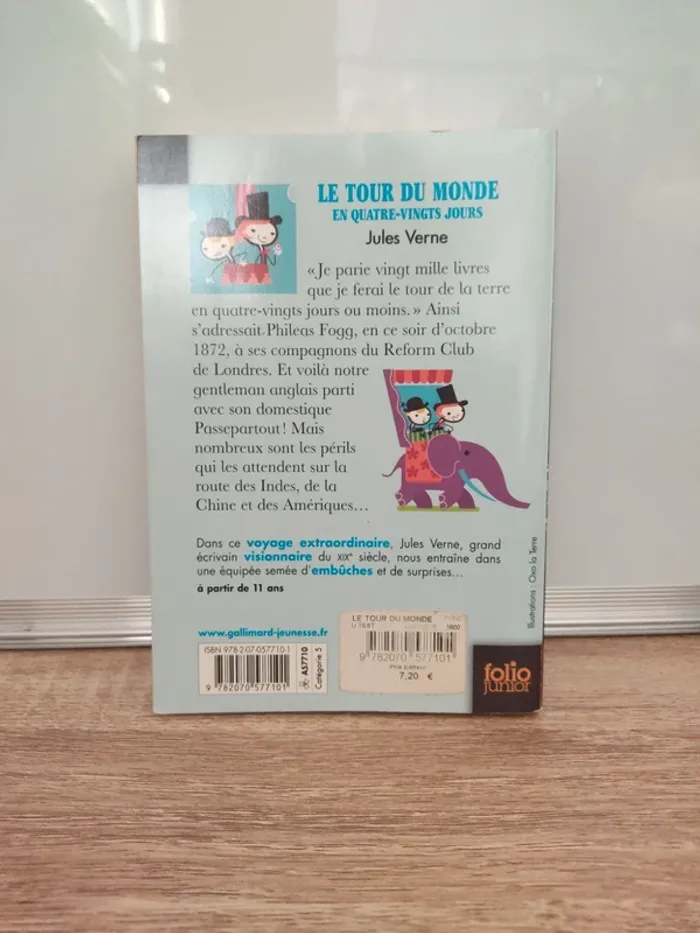 LE TOUR DU MONDE
EN QUATRE-VINGTS JOURS
Jules Verne
« Je parie vingt mille livres
que je ferai le tour de la terre
en quatre-vingts jours ou moins. » Ainsi
s'adressait Phileas Fogg, en ce soir d'octobre
1872, à ses compagnons du Reform Club
de Londres. Et voilà notre
gentleman anglais parti
avec son domestique
Passepartout ! Mais
nombreux sont les périls
qui les attendent sur la
route des Indes, de la
Chine et des Amériques…
Dans ce voyage extraordinaire, Jules Verne, grand
écrivain visionnaire du XIXe siècle, nous entraîne dans
une équipée semée d'embûches et de surprises…
à partir de 11 ans
Illustrations : Oxo la Terre
www.gallimard-jeunesse.fr
ISBN 978-2-07-057710-1
9 782070 577101
A57710
Catégorie 5
LE TOUR DU MONDE
9 782070 577101
Prix Editeur
7,20 €
folio
junior